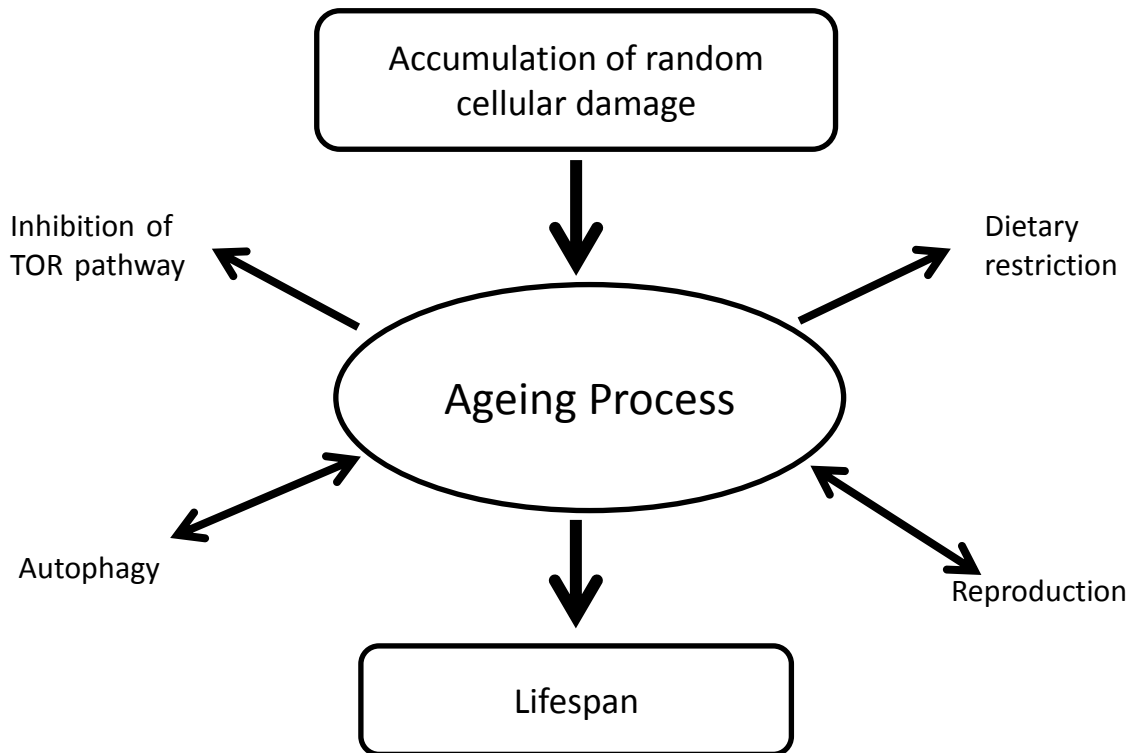 Accumulation of random
cellular damage
Inhibition of
TOR pathway
Dietary
restriction
Ageing Process
Autophagy
Reproduction
Lifespan